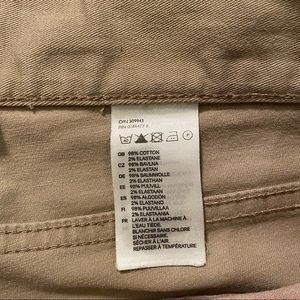 O/N 309943
GB 98% COTTON
2% ELASTANE
CZ 98% BAVLNA
2% ELASTAN
DE 98% BAUMWOLLE
2% ELASTHAN
EE 98% PUUVILL
2% ELASTAAN
ES 98% ALGODÓN
2% ELASTANO
FI 98% PUUVILLAA
2% ELASTAANIA
FR LAVER À LA MACHINE À
L'EAU TIÈDE.
BLANCHIR SANS CHLORE
SI NÉCESSAIRE.
SÉCHER À L'AIR.
REPASSER À TEMPÉRATURE